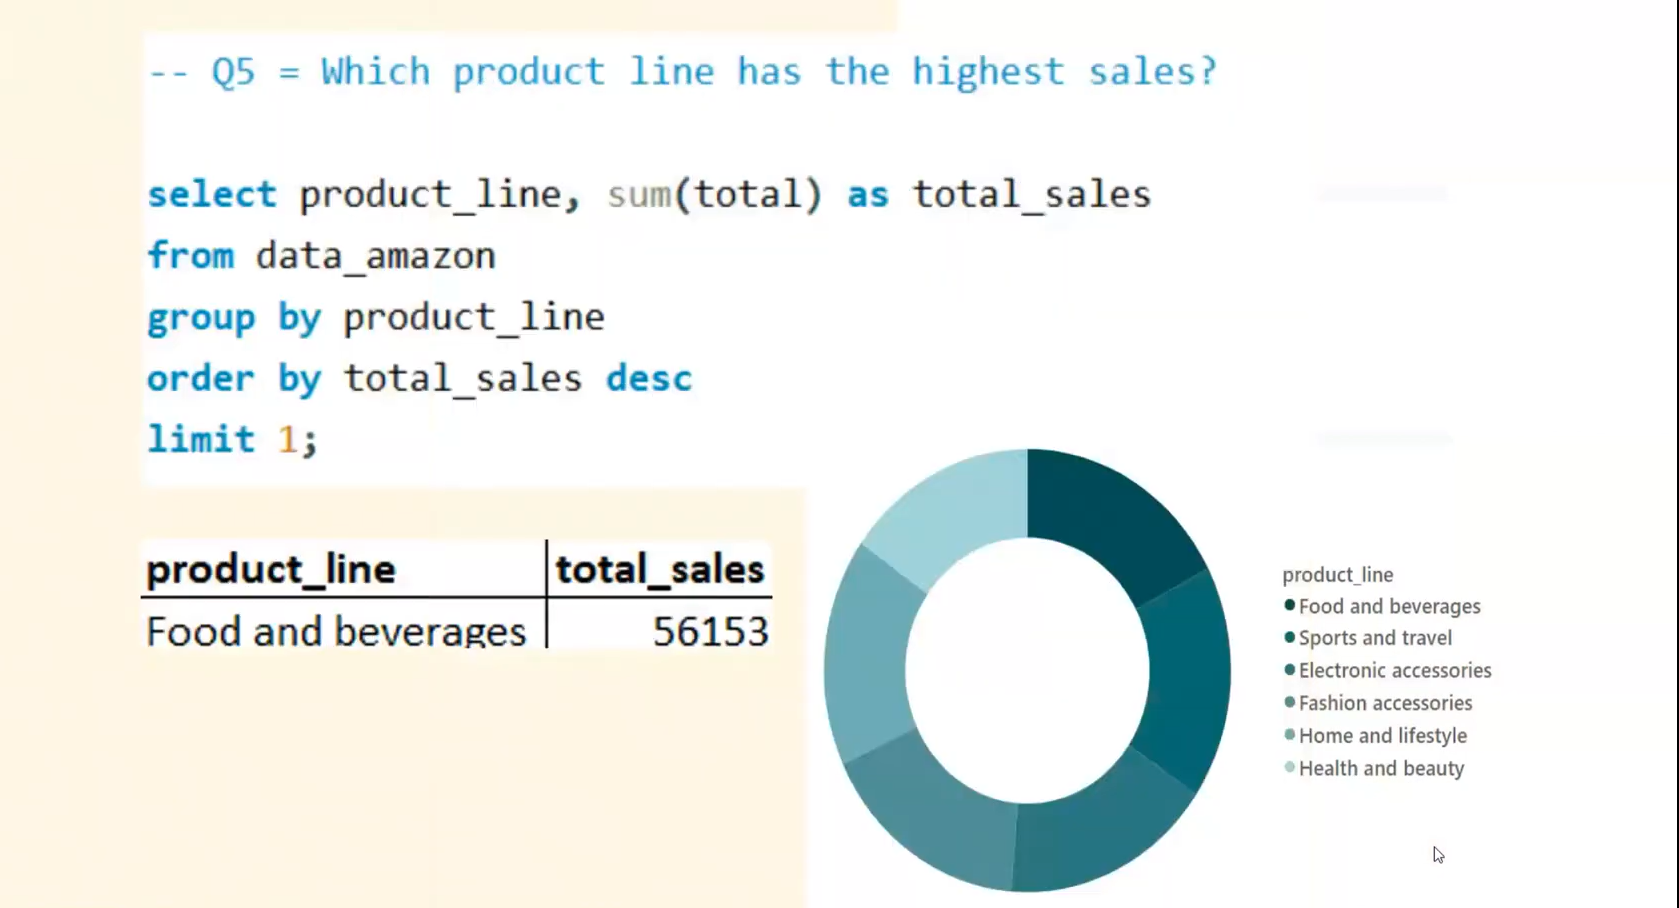 -- Q5 = Which product line has the highest sales?
select product_line, sum(total) as total_sales
from data_amazon
group by product_line
order by total_sales desc
limit 1;
product_line total_sales
Food and beverages 56153
product_line
Food and beverages
Sports and travel
Electronic accessories
Fashion accessories
Home and lifestyle
Health and beauty